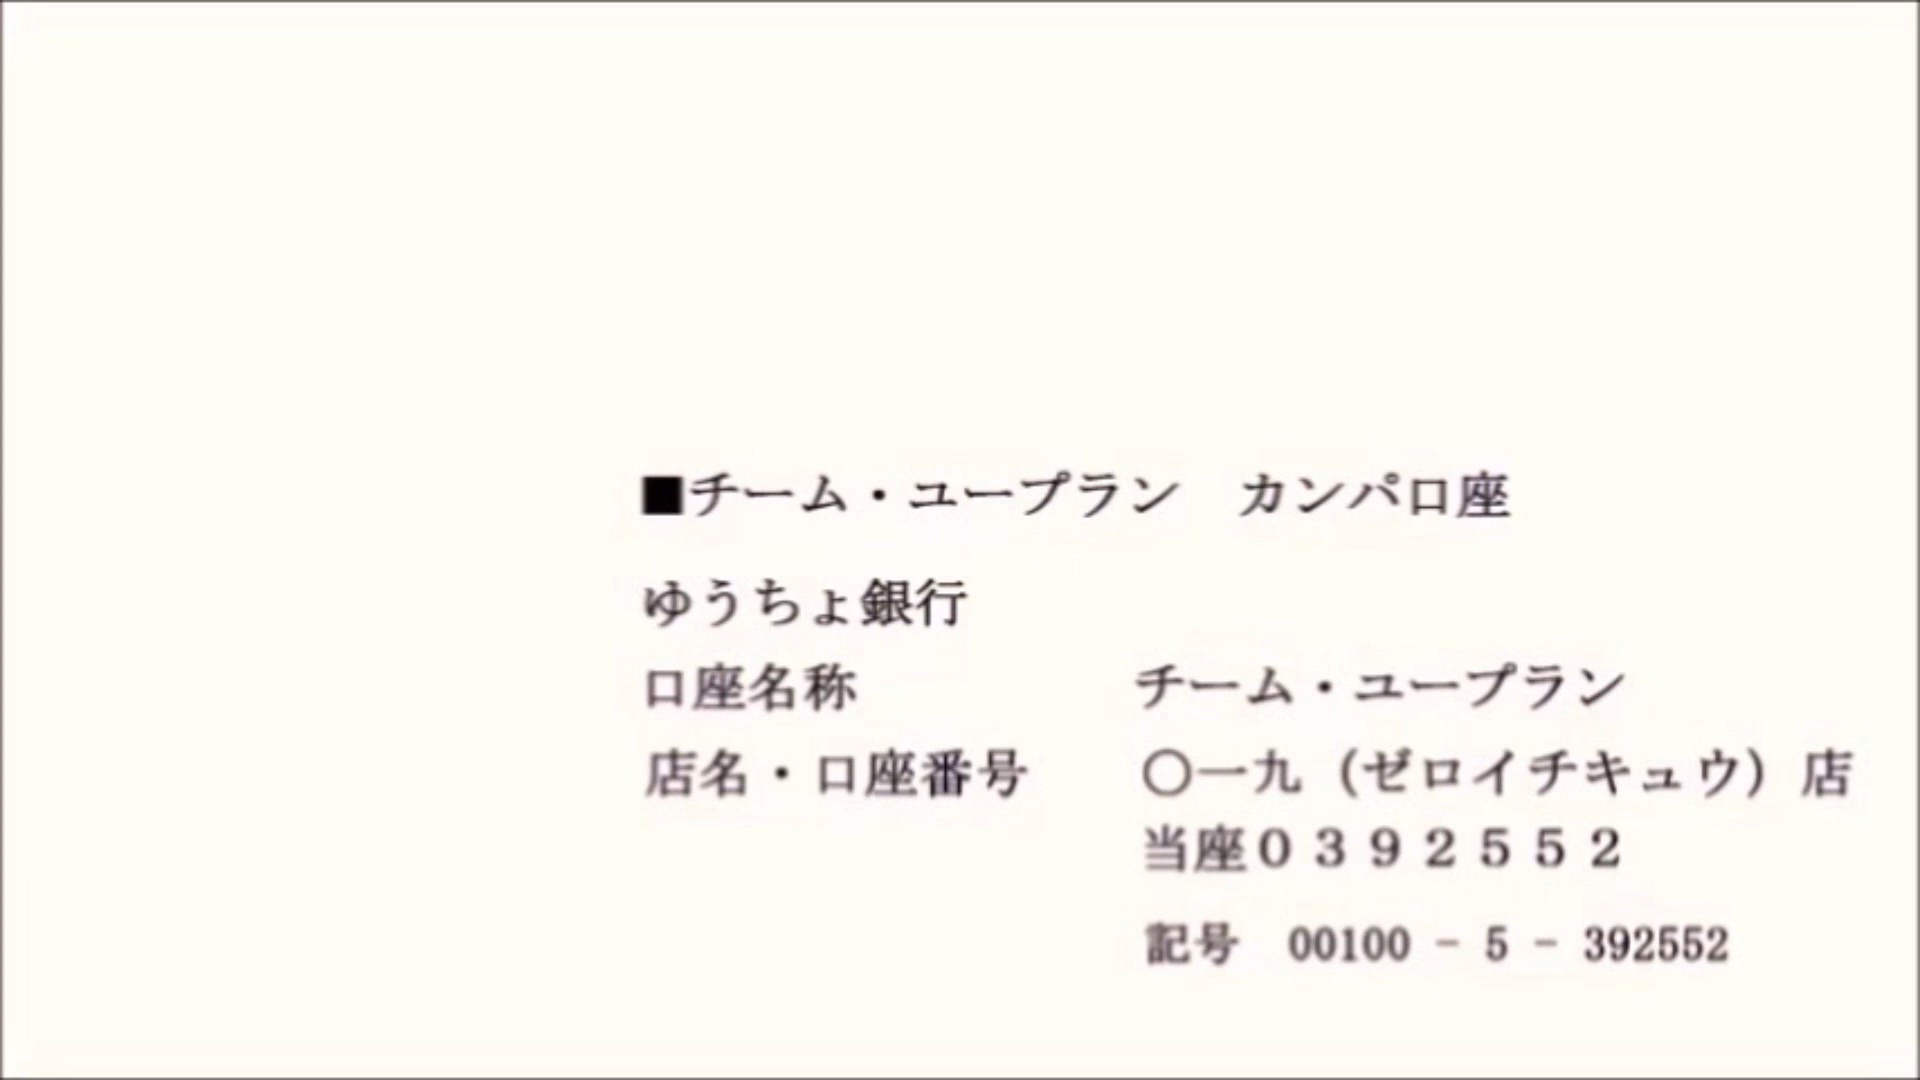 ■チーム・ユープラン　カンパ口座
ゆうちょ銀行
口座名称　チーム・ユープラン
店名・口座番号　〇一九（ゼロイチキュウ）店
当座０３９２５５２
記号　00100 － 5 － 392552